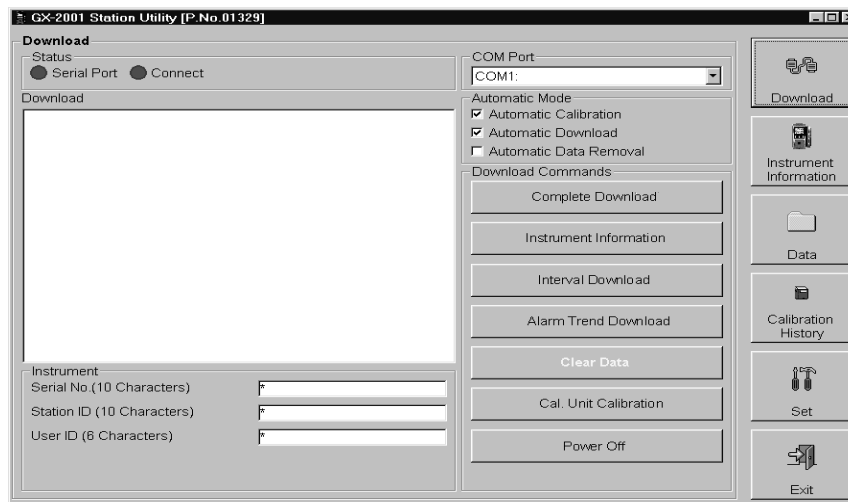 GX-2001 Station Utility [P.No.01329]
Download
Status
Serial Port
Connect
Download
Instrument
Serial No.(10 Characters)
*
Station ID (10 Characters)
*
User ID (6 Characters)
*
COM Port
COM1:
Automatic Mode
Automatic Calibration
Automatic Download
Automatic Data Removal
Download Commands
Complete Download
Instrument Information
Interval Download
Alarm Trend Download
Clear Data
Cal. Unit Calibration
Power Off
Download
Instrument
Information
Data
Calibration
History
Set
Exit